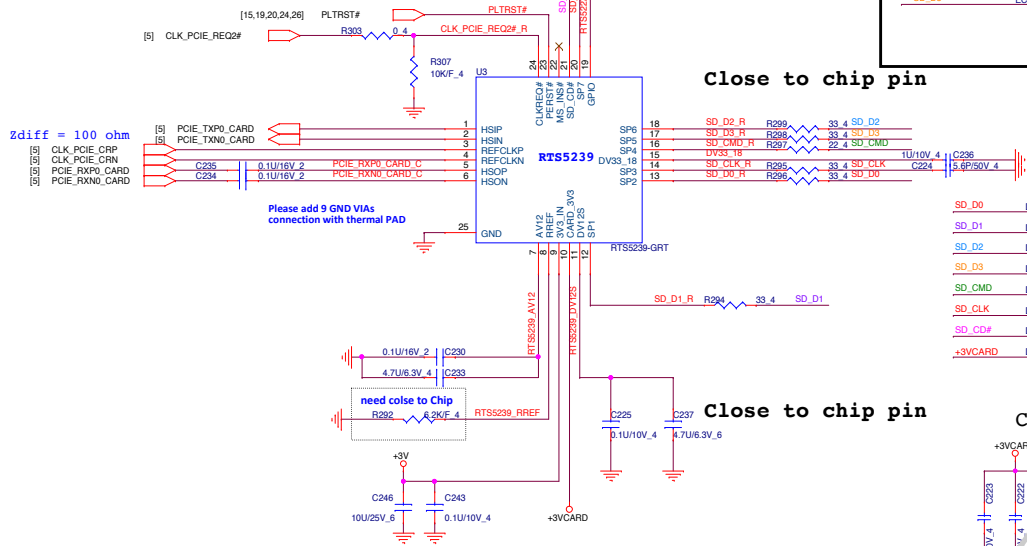 [15,19,20,24,26] PLTRST# PLTRST#
[5] CLK_PCIE_REQ2# R303 0_4 CLK_PCIE_REQ2#_R
R307
10K/F_4
U3
24 23 22 21 20 19
CLKREQ# PERST# MS_INS# SD_CD# SP7 GPIO
Close to chip pin
Zdiff = 100 ohm
[5] PCIE_TXP0_CARD 1 HSIP
[5] PCIE_TXN0_CARD 2 HSIN
[5] CLK_PCIE_CRP 3 REFCLKP
[5] CLK_PCIE_CRN 4 REFCLKN
[5] PCIE_RXP0_CARD C235 0.1U/16V_2 PCIE_RXP0_CARD_C 5 HSOP
[5] PCIE_RXN0_CARD C234 0.1U/16V_2 PCIE_RXN0_CARD_C 6 HSON
RTS5239
SP6 18 SD_D2_R R299 33_4 SD_D2
SP5 17 SD_D3_R R298 33_4 SD_D3
SP4 16 SD_CMD_R R297 22_4 SD_CMD
DV33_18 15 DV33_18 1U/10V_4 C236
SP3 14 SD_CLK_R R295 33_4 SD_CLK C224 5.6P/50V_4
SP2 13 SD_D0_R R296 33_4 SD_D0
Please add 9 GND VIAs
connection with thermal PAD
25 GND
AV12 RREF 3V3_IN CARD_3V3 DV12S SP1
7 8 9 10 11 12
RTS5239-GRT
SD_D0
SD_D1
SD_D2
SD_D3
SD_CMD
SD_CLK
SD_CD#
+3VCARD
SD_D1_R R294 33_4 SD_D1
RTS5239_AV12
RTS5239_DV12S
0.1U/16V_2 C230
4.7U/6.3V_4 C233
need colse to Chip
R292 6.2K/F_4 RTS5239_RREF
C225
0.1U/10V_4
C237
4.7U/6.3V_6
Close to chip pin
+3V
C246
10U/25V_6
C243
0.1U/10V_4
+3VCARD
C223
C222